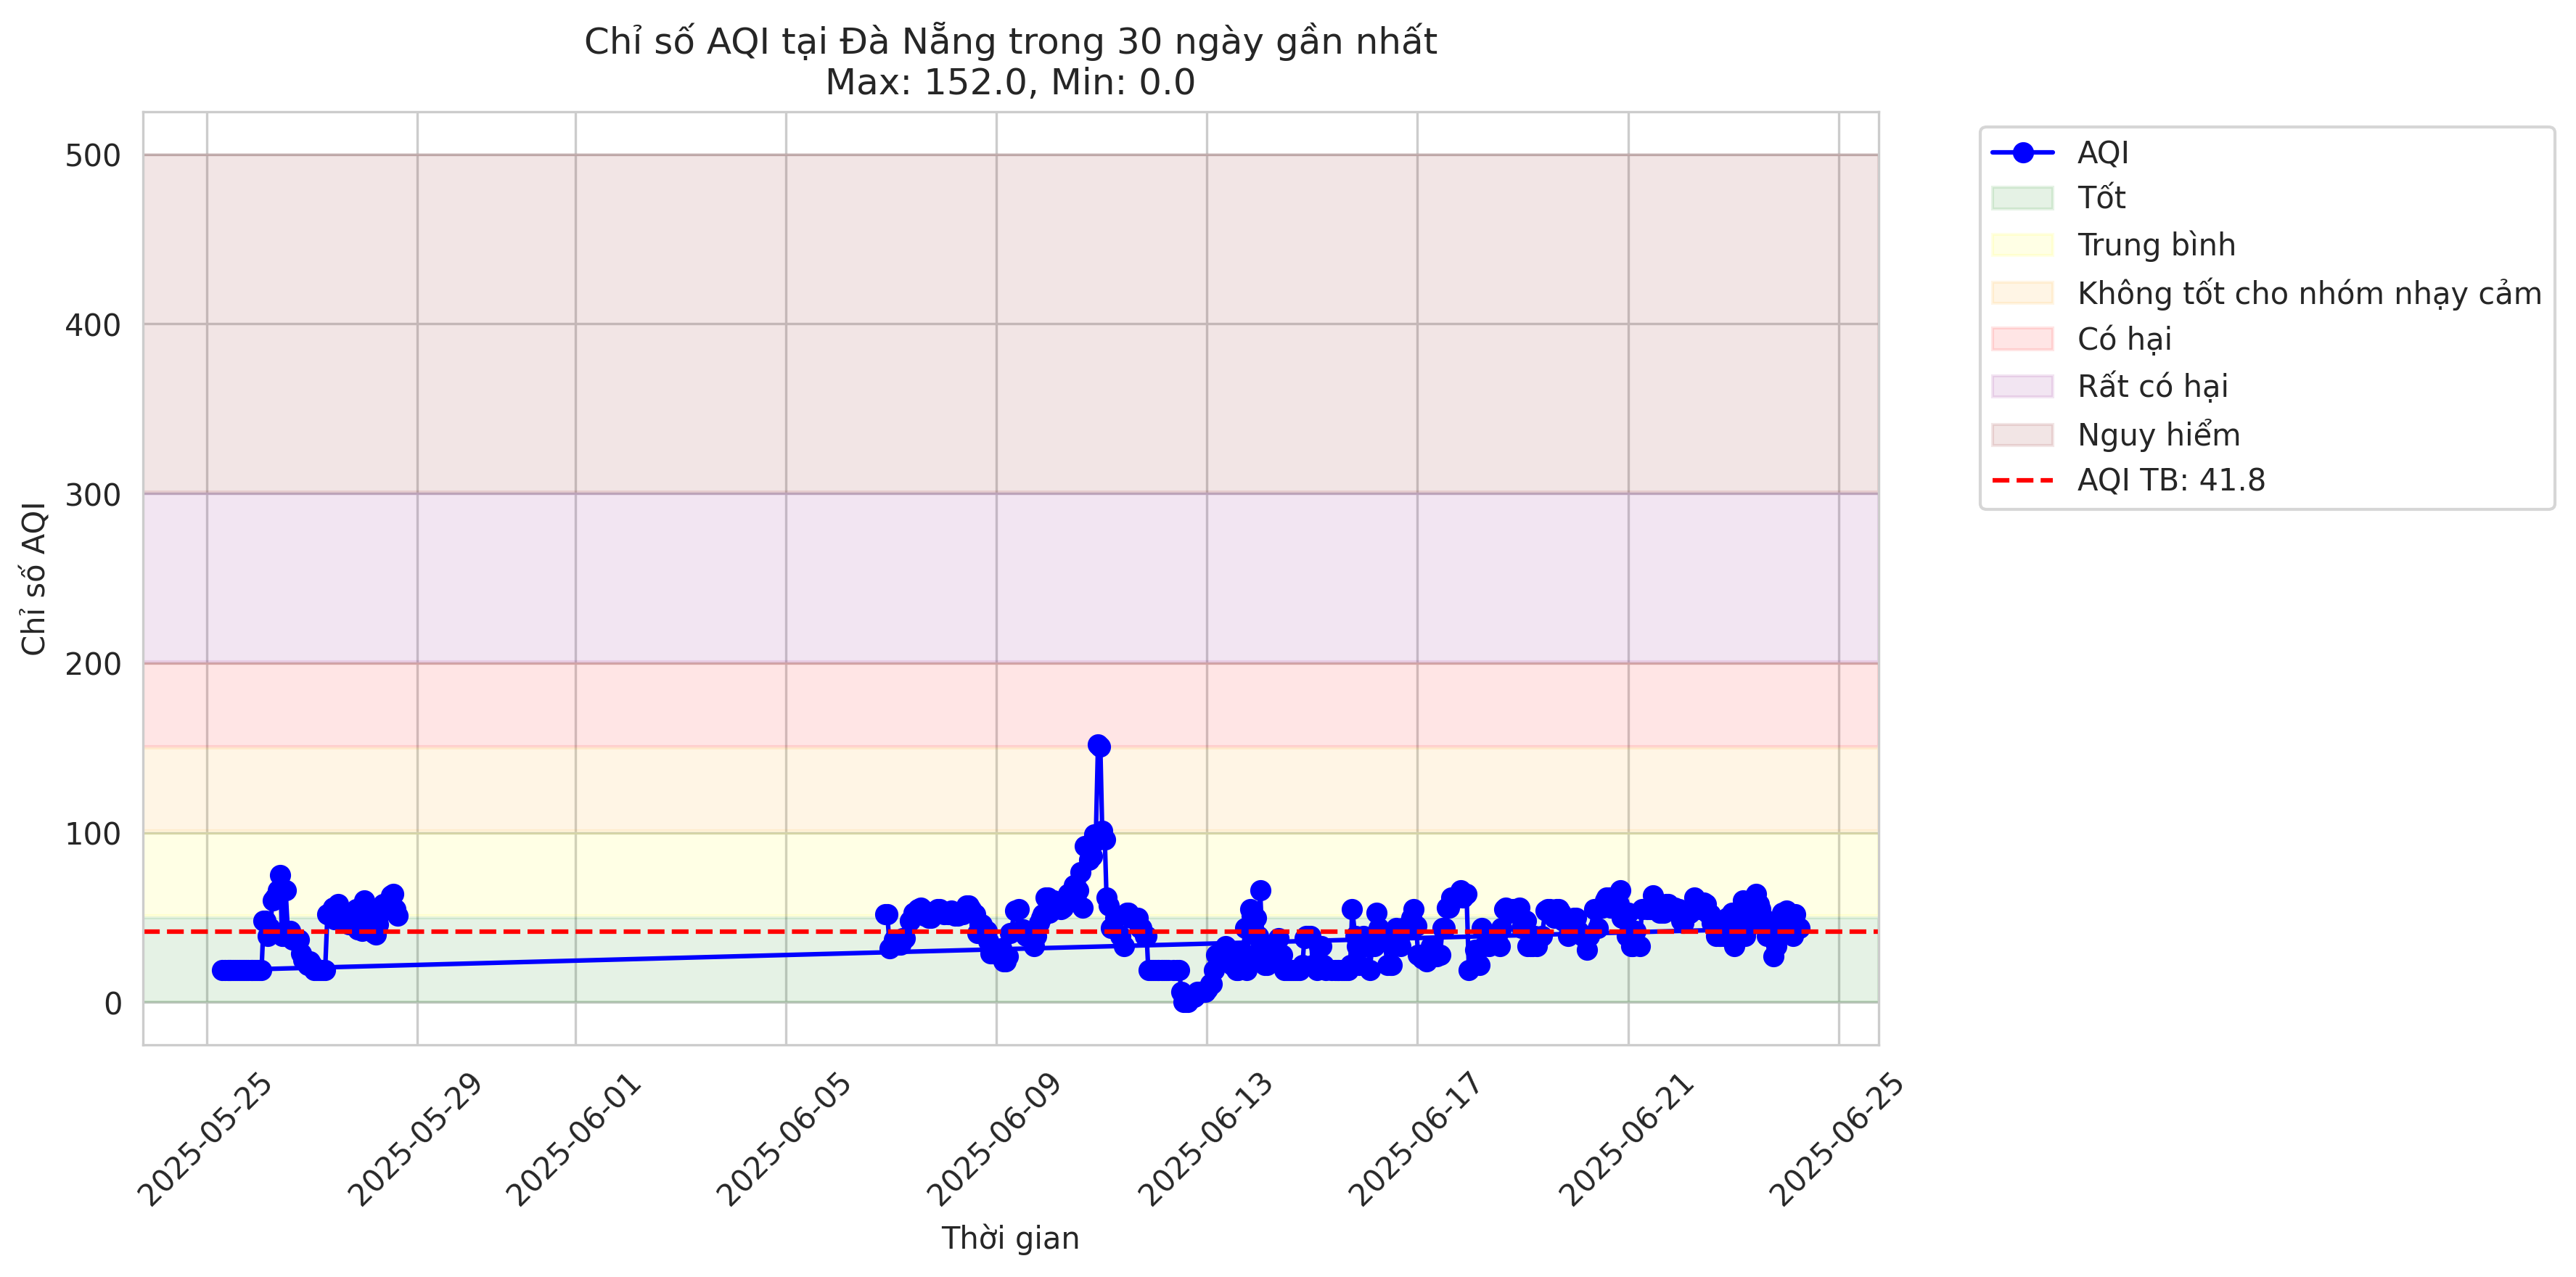 Chỉ số AQI tại Đà Nẵng trong 30 ngày gần nhất
Max: 152.0, Min: 0.0
Chỉ số AQI
500
400
300
200
100
0
2025-05-25
2025-05-29
2025-06-01
2025-06-05
2025-06-09
2025-06-13
2025-06-17
2025-06-21
2025-06-25
Thời gian
AQI
Tốt
Trung bình
Không tốt cho nhóm nhạy cảm
Có hại
Rất có hại
Nguy hiểm
AQI TB: 41.8